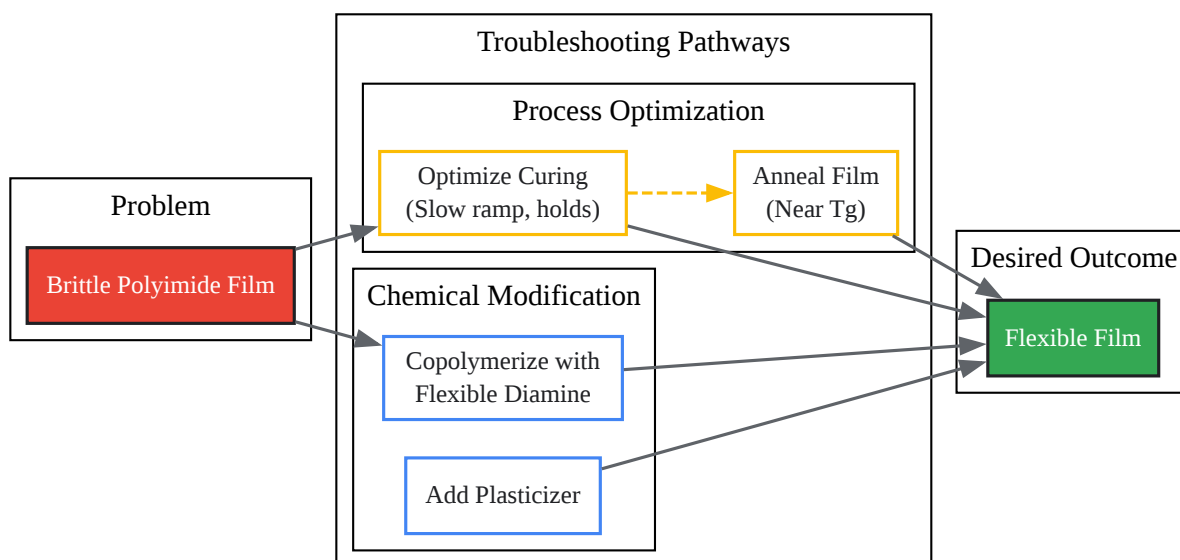 Troubleshooting Pathways
Process Optimization
Optimize Curing
(Slow ramp, holds)
Anneal Film
(Near Tg)
Problem
Brittle Polyimide Film
Chemical Modification
Copolymerize with
Flexible Diamine
Add Plasticizer
Desired Outcome
Flexible Film